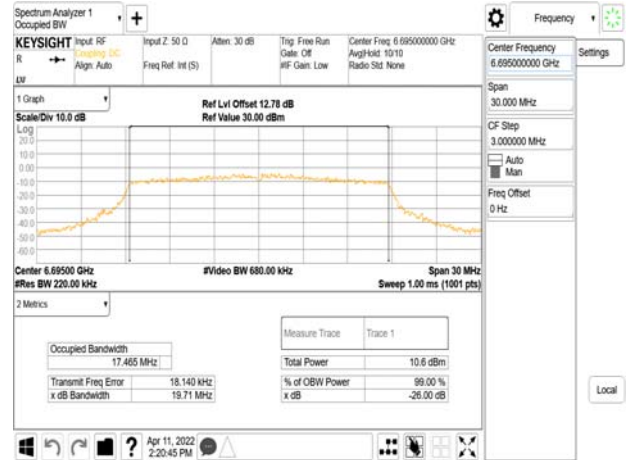 Spectrum Analyzer 1
Occupied BW
Frequency
KEYSIGHT
Input: RF
Coupling: DC
Align: Auto
Input Z: 50 Ω
Freq Ref: Int (S)
Atten: 30 dB
Trig: Free Run
Gate: Off
#IF Gain: Low
Center Freq: 6.695000000 GHz
Avg|Hold: 10/10
Radio Std: None
R
LV
Center Frequency
6.695000000 GHz
Settings
Span
30.000 MHz
CF Step
3.000000 MHz
Auto
Man
Freq Offset
0 Hz
Local
1 Graph
Scale/Div 10.0 dB
Ref Lvl Offset 12.78 dB
Ref Value 30.00 dBm
Log
20.0
10.0
0.00
-10.0
-20.0
-30.0
-40.0
-50.0
-60.0
Center 6.69500 GHz
#Video BW 680.00 kHz
Span 30 MHz
#Res BW 220.00 kHz
Sweep 1.00 ms (1001 pts)
2 Metrics
Measure Trace
Trace 1
Occupied Bandwidth
17.465 MHz
Total Power
10.6 dBm
Transmit Freq Error
18.140 kHz
% of OBW Power
99.00 %
x dB Bandwidth
19.71 MHz
x dB
-26.00 dB
?
Apr 11, 2022
2:20:45 PM